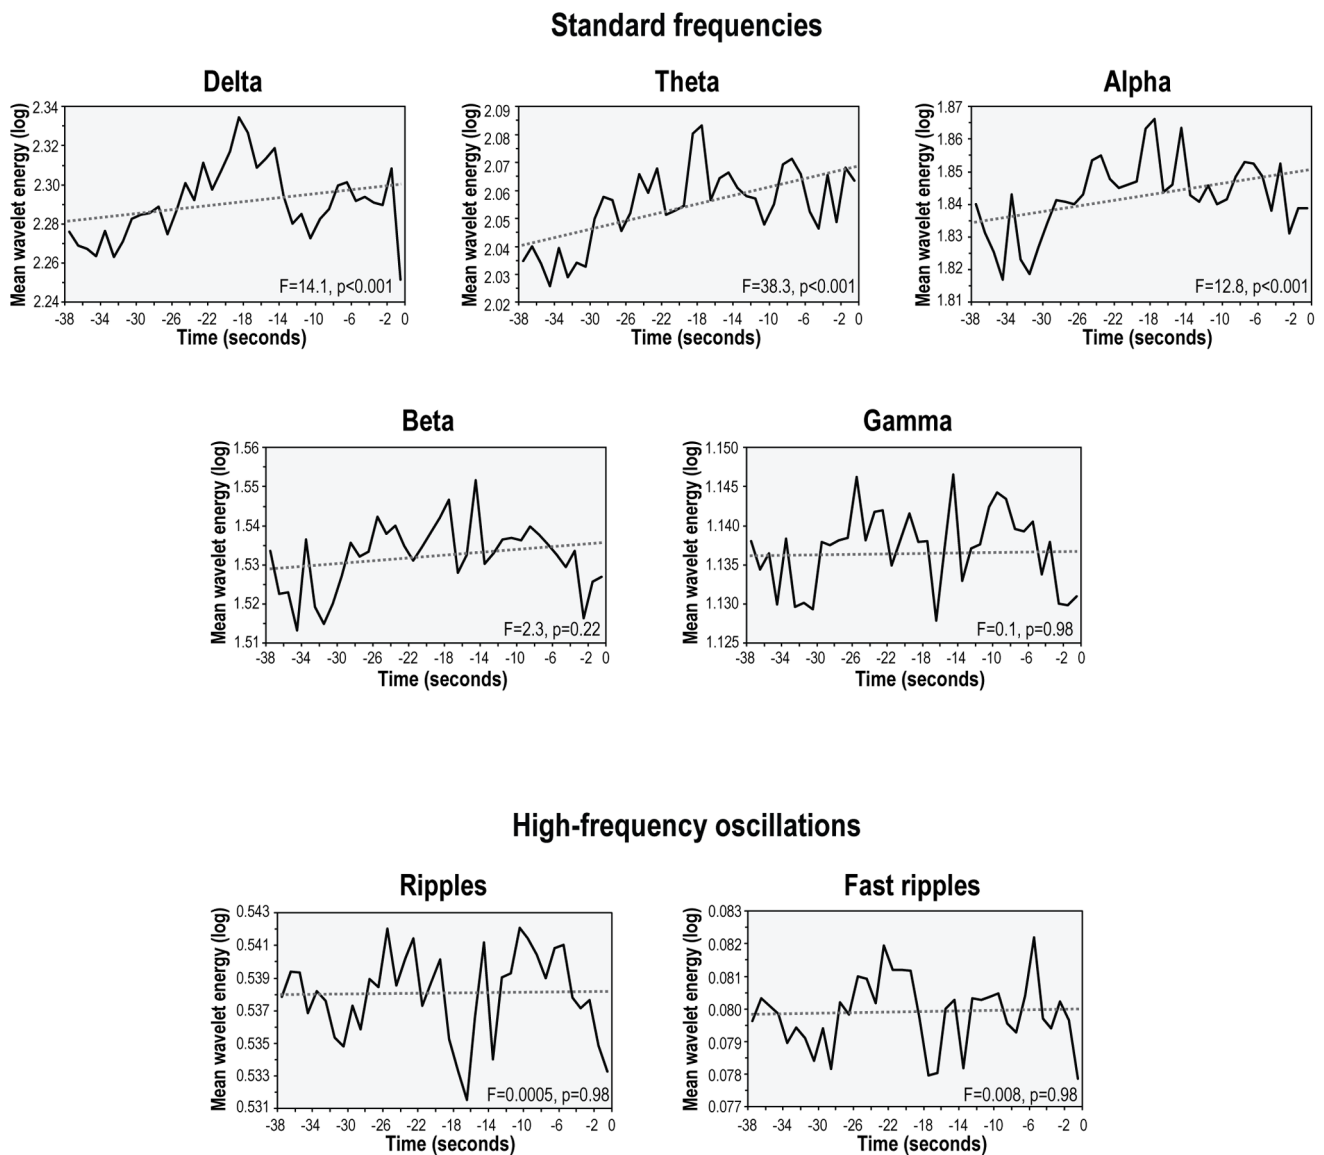 Standard frequencies
Delta
Mean wavelet energy (log)
2.34
2.32
2.30
2.28
2.26
2.24
F=14.1, p<0.001
-38 -34 -30 -26 -22 -18 -14 -10 -6 -2 0
Time (seconds)
Theta
Mean wavelet energy (log)
2.09
2.08
2.07
2.06
2.05
2.04
2.03
2.02
F=38.3, p<0.001
-38 -34 -30 -26 -22 -18 -14 -10 -6 -2 0
Time (seconds)
Alpha
Mean wavelet energy (log)
1.87
1.86
1.85
1.84
1.83
1.82
1.81
F=12.8, p<0.001
-38 -34 -30 -26 -22 -18 -14 -10 -6 -2 0
Time (seconds)
Beta
Mean wavelet energy (log)
1.56
1.55
1.54
1.53
1.52
1.51
F=2.3, p=0.22
-38 -34 -30 -26 -22 -18 -14 -10 -6 -2 0
Time (seconds)
Gamma
Mean wavelet energy (log)
1.150
1.145
1.140
1.135
1.130
1.125
F=0.1, p=0.98
-38 -34 -30 -26 -22 -18 -14 -10 -6 -2 0
Time (seconds)
High-frequency oscillations
Ripples
Mean wavelet energy (log)
0.543
0.541
0.539
0.537
0.535
0.533
0.531
F=0.0005, p=0.98
-38 -34 -30 -26 -22 -18 -14 -10 -6 -2 0
Time (seconds)
Fast ripples
Mean wavelet energy (log)
0.083
0.082
0.081
0.080
0.079
0.078
0.077
F=0.008, p=0.98
-38 -34 -30 -26 -22 -18 -14 -10 -6 -2 0
Time (seconds)